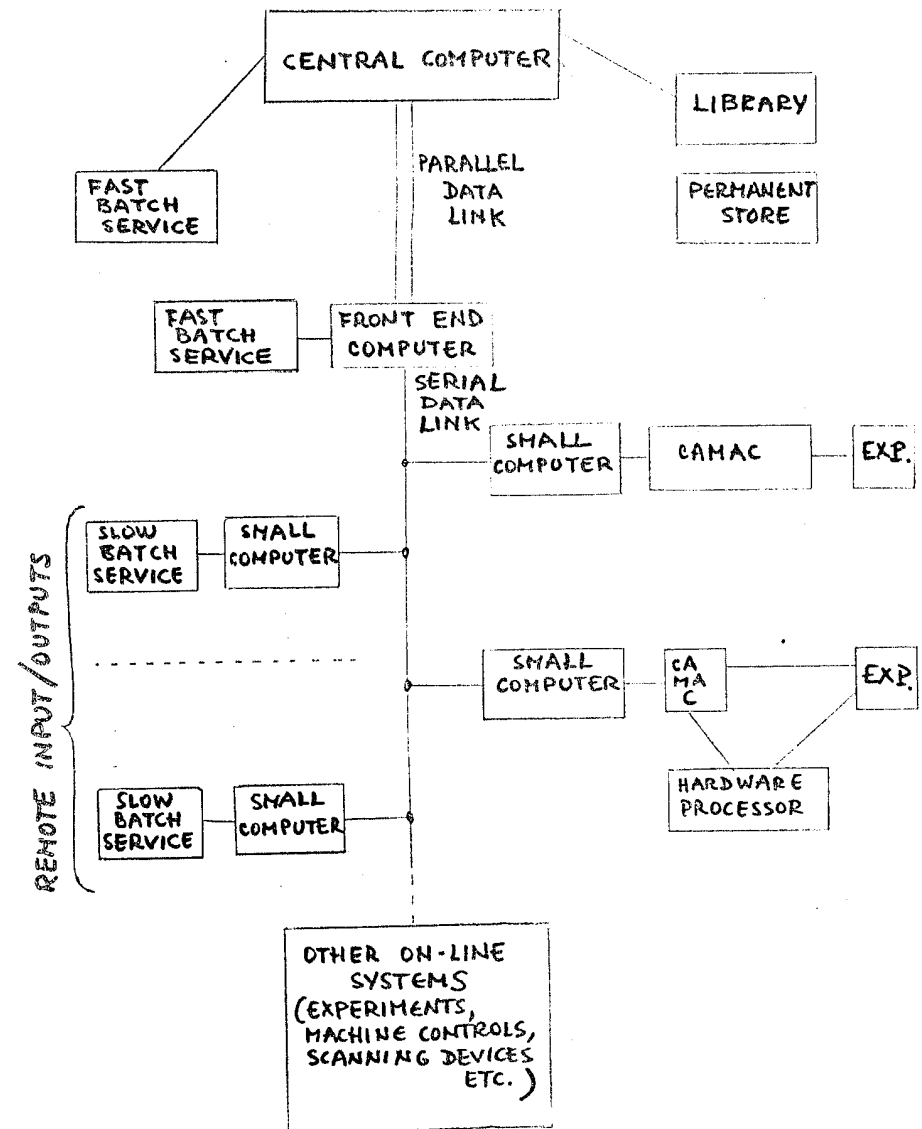 CENTRAL COMPUTER
LIBRARY
PARALLEL
DATA
LINK
FAST
BATCH
SERVICE
PERMANENT
STORE
FAST
BATCH
SERVICE
FRONT END
COMPUTER
SERIAL
DATA
LINK
SMALL
COMPUTER
CAMAC
EXP.
REMOTE INPUT/OUTPUTS
SLOW
BATCH
SERVICE
SMALL
COMPUTER
SMALL
COMPUTER
CA
MA
C
EXP.
HARDWARE
PROCESSOR
SLOW
BATCH
SERVICE
SMALL
COMPUTER
OTHER ON-LINE
SYSTEMS
(EXPERIMENTS,
MACHINE CONTROLS,
SCANNING DEVICES
ETC.)